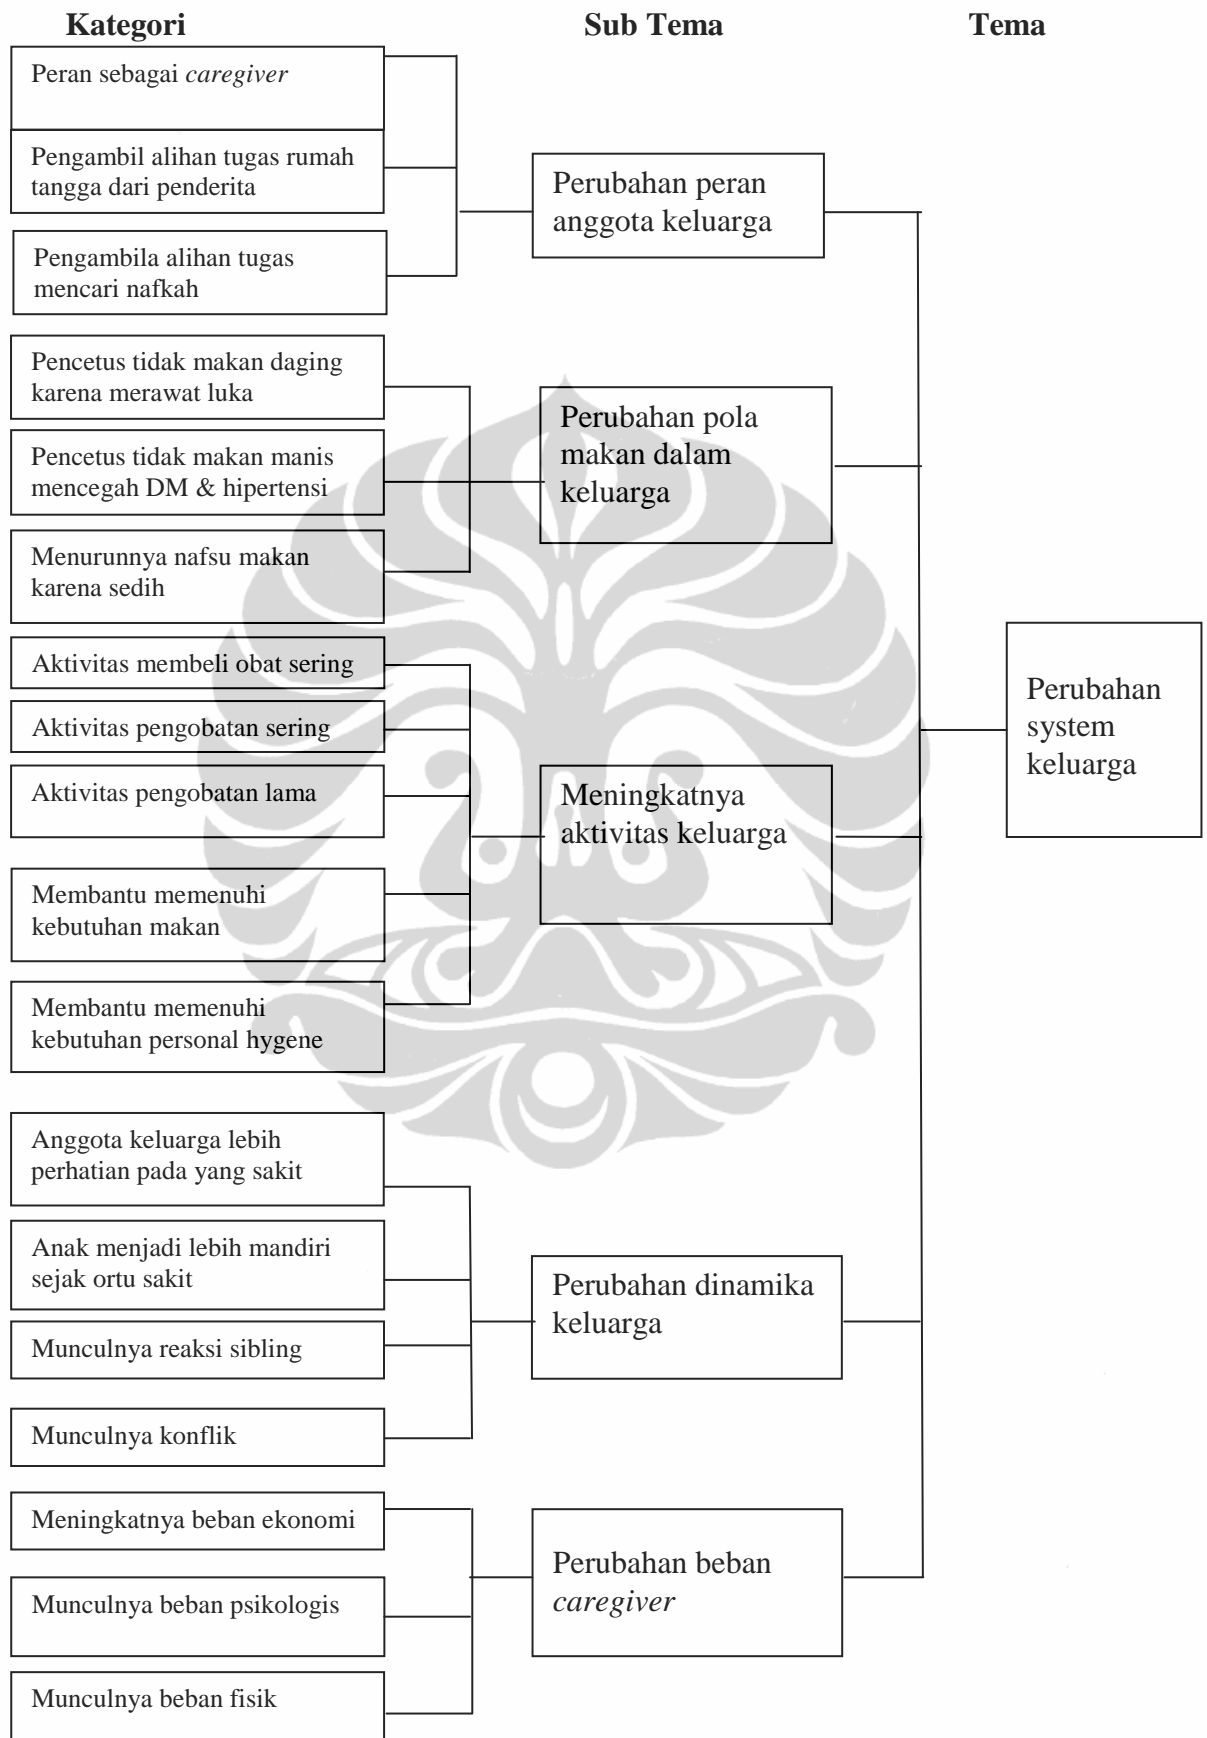 Kategori Sub Tema Tema
Peran sebagai caregiver
Pengambil alihan tugas rumah
tangga dari penderita
Pengambila alihan tugas
mencari nafkah
Perubahan peran
anggota keluarga
Pencetus tidak makan daging
karena merawat luka
Pencetus tidak makan manis
mencegah DM & hipertensi
Menurunnya nafsu makan
karena sedih
Perubahan pola
makan dalam
keluarga
Aktivitas membeli obat sering
Aktivitas pengobatan sering
Aktivitas pengobatan lama
Membantu memenuhi
kebutuhan makan
Membantu memenuhi
kebutuhan personal hygene
Meningkatnya
aktivitas keluarga
Anggota keluarga lebih
perhatian pada yang sakit
Anak menjadi lebih mandiri
sejak ortu sakit
Munculnya reaksi sibling
Munculnya konflik
Perubahan dinamika
keluarga
Meningkatnya beban ekonomi
Munculnya beban psikologis
Munculnya beban fisik
Perubahan beban
caregiver
Perubahan
system
keluarga